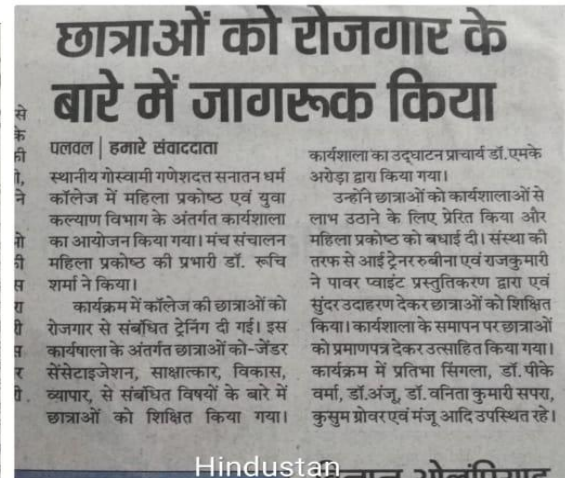 छात्राओं को रोजगार के
बारे में जागरूक किया
पलवल | हमारे संवाददाता
स्थानीय गोस्वामी गणेशदत्त सनातन धर्म
कॉलेज में महिला प्रकोष्ठ एवं युवा
कल्याण विभाग के अंतर्गत कार्यशाला
का आयोजन किया गया। मंच संचालन
महिला प्रकोष्ठ की प्रभारी डॉ. रूचि
शर्मा ने किया।
कार्यक्रम में कॉलेज की छात्राओं को
रोजगार से संबंधित ट्रेनिंग दी गई। इस
कार्यषाला के अंतर्गत छात्राओं को-जेंडर
सेंसेटाइजेशन, साक्षात्कार, विकास,
व्यापार, से संबंधित विषयों के बारे में
छात्राओं को शिक्षित किया गया।
कार्यशाला का उद्घाटन प्राचार्य डॉ. एमके
अरोड़ा द्वारा किया गया।
उन्होंने छात्राओं को कार्यशालाओं से
लाभ उठाने के लिए प्रेरित किया और
महिला प्रकोष्ठ को बधाई दी। संस्था की
तरफ से आई ट्रेनर रुबीना एवं राजकुमारी
ने पावर प्वाइंट प्रस्तुतिकरण द्वारा एवं
सुंदर उदाहरण देकर छात्राओं को शिक्षित
किया। कार्यशाला के समापन पर छात्राओं
को प्रमाणपत्र देकर उत्साहित किया गया।
कार्यक्रम में प्रतिभा सिंगला, डॉ. पीके
वर्मा, डॉ. अंजू, डॉ. वनिता कुमारी सपरा,
कुसुम ग्रोवर एवं मंजू आदि उपस्थित रहे।
Hindustan